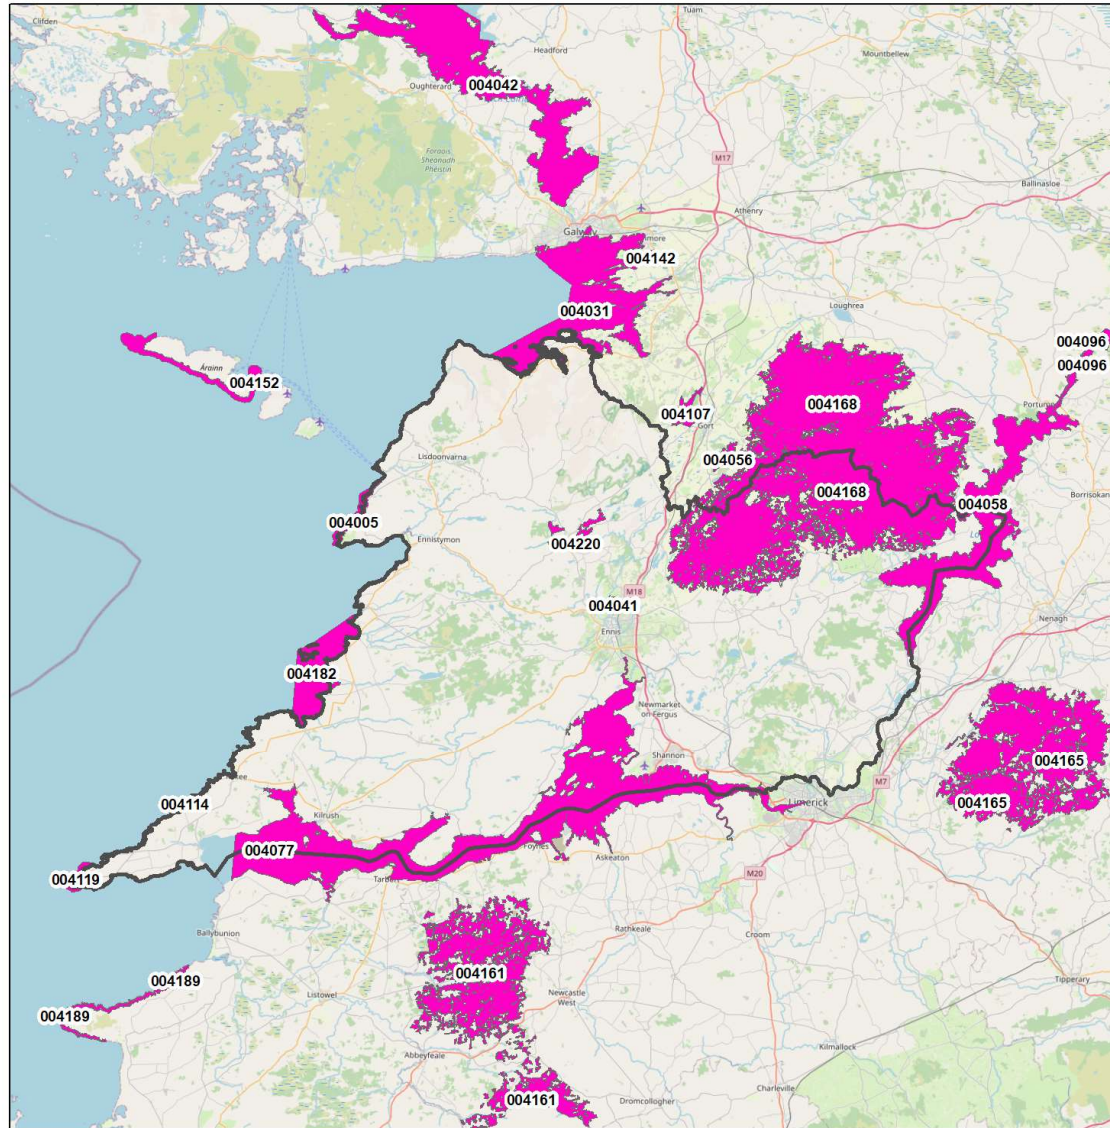 Clifden
Tuam
Headford
Mountbellew
Oughterard
004042
Foraois
Sheanadh
Pheistín
M17
Ballinasloe
Athenry
Galway
004142
Loughrea
004031
004096
Árainn
004152
004096
Portumna
004168
004107
Gort
004056
Lisdoonvarna
004168
Borrisokane
004058
004005
Ennistymon
004220
M18
004041
Ennis
Nenagh
004182
Newmarket
on-Fergus
Shannon
004165
M7
004114
Limerick
004165
Kilrush
004077
Foynes
Askeaton
004119
Tarbert
M20
Ballybunion
Rathkeale
Croom
004189
004161
Tipperary
Listowel
Newcastle
West
004189
Kilmallock
Abbeyfeale
Charleville
004161
Dromcollogher